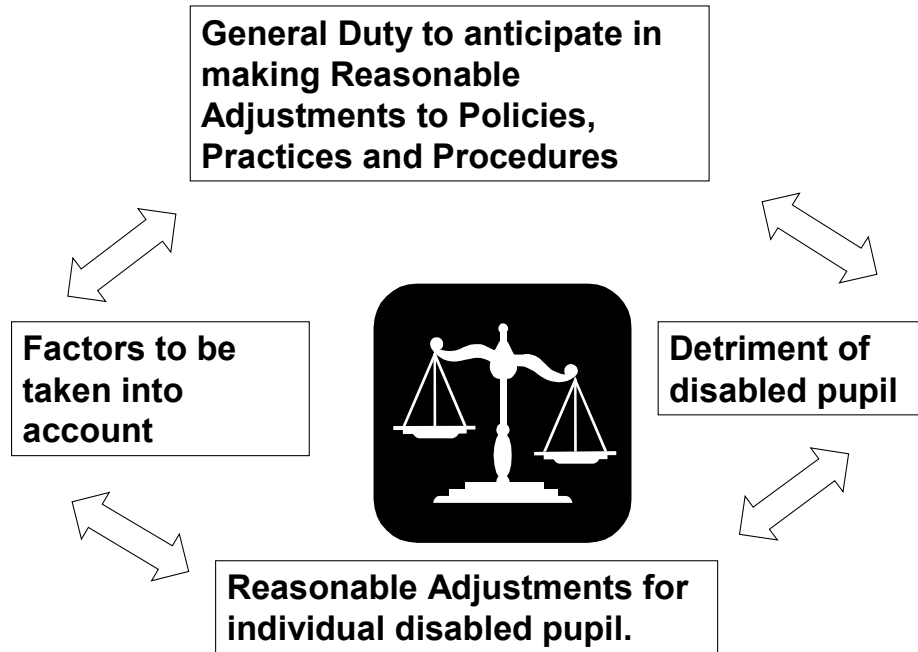 General Duty to anticipate in
making Reasonable
Adjustments to Policies,
Practices and Procedures
Factors to be
taken into
account
Detriment of
disabled pupil
Reasonable Adjustments for
individual disabled pupil.